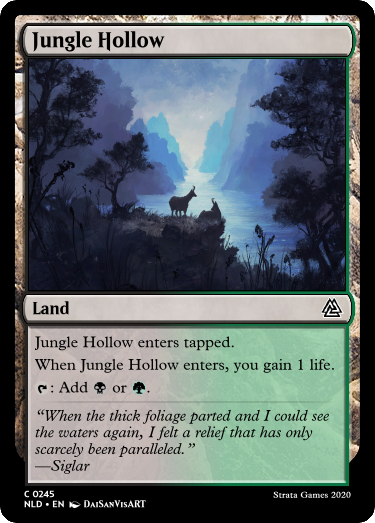 Jungle Hollow
Land
Jungle Hollow enters tapped.
When Jungle Hollow enters, you gain 1 life.
: Add or .
“When the thick foliage parted and I could see
the waters again, I felt a relief that has only
scarcely been paralleled.”
—Siglar
C 0245
NLD • EN DaiSanVisART
Strata Games 2020